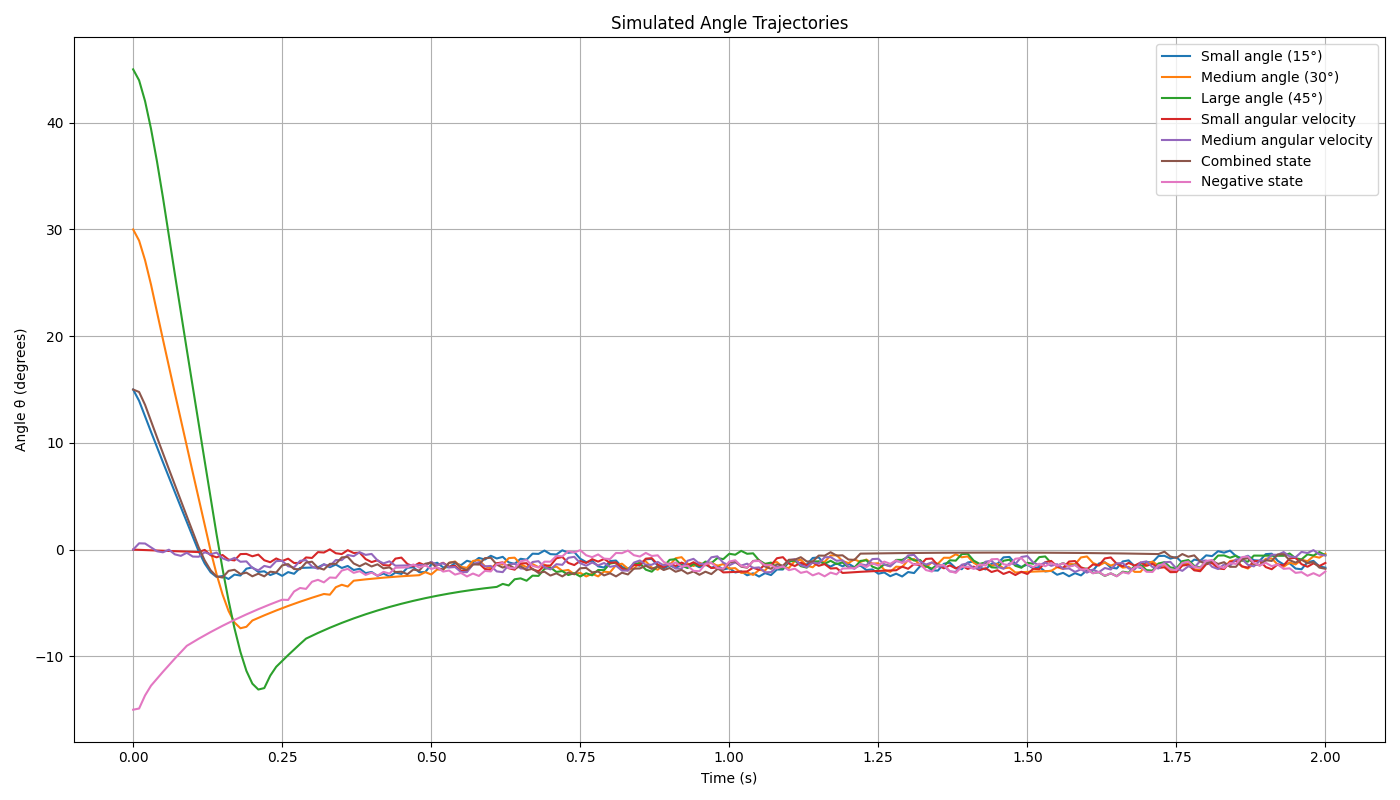 Simulated Angle Trajectories
Small angle (15°)
Medium angle (30°)
Large angle (45°)
Small angular velocity
Medium angular velocity
Combined state
Negative state
Angle θ (degrees)
40
30
20
10
0
−10
0.00
0.25
0.50
0.75
1.00
1.25
1.50
1.75
2.00
Time (s)